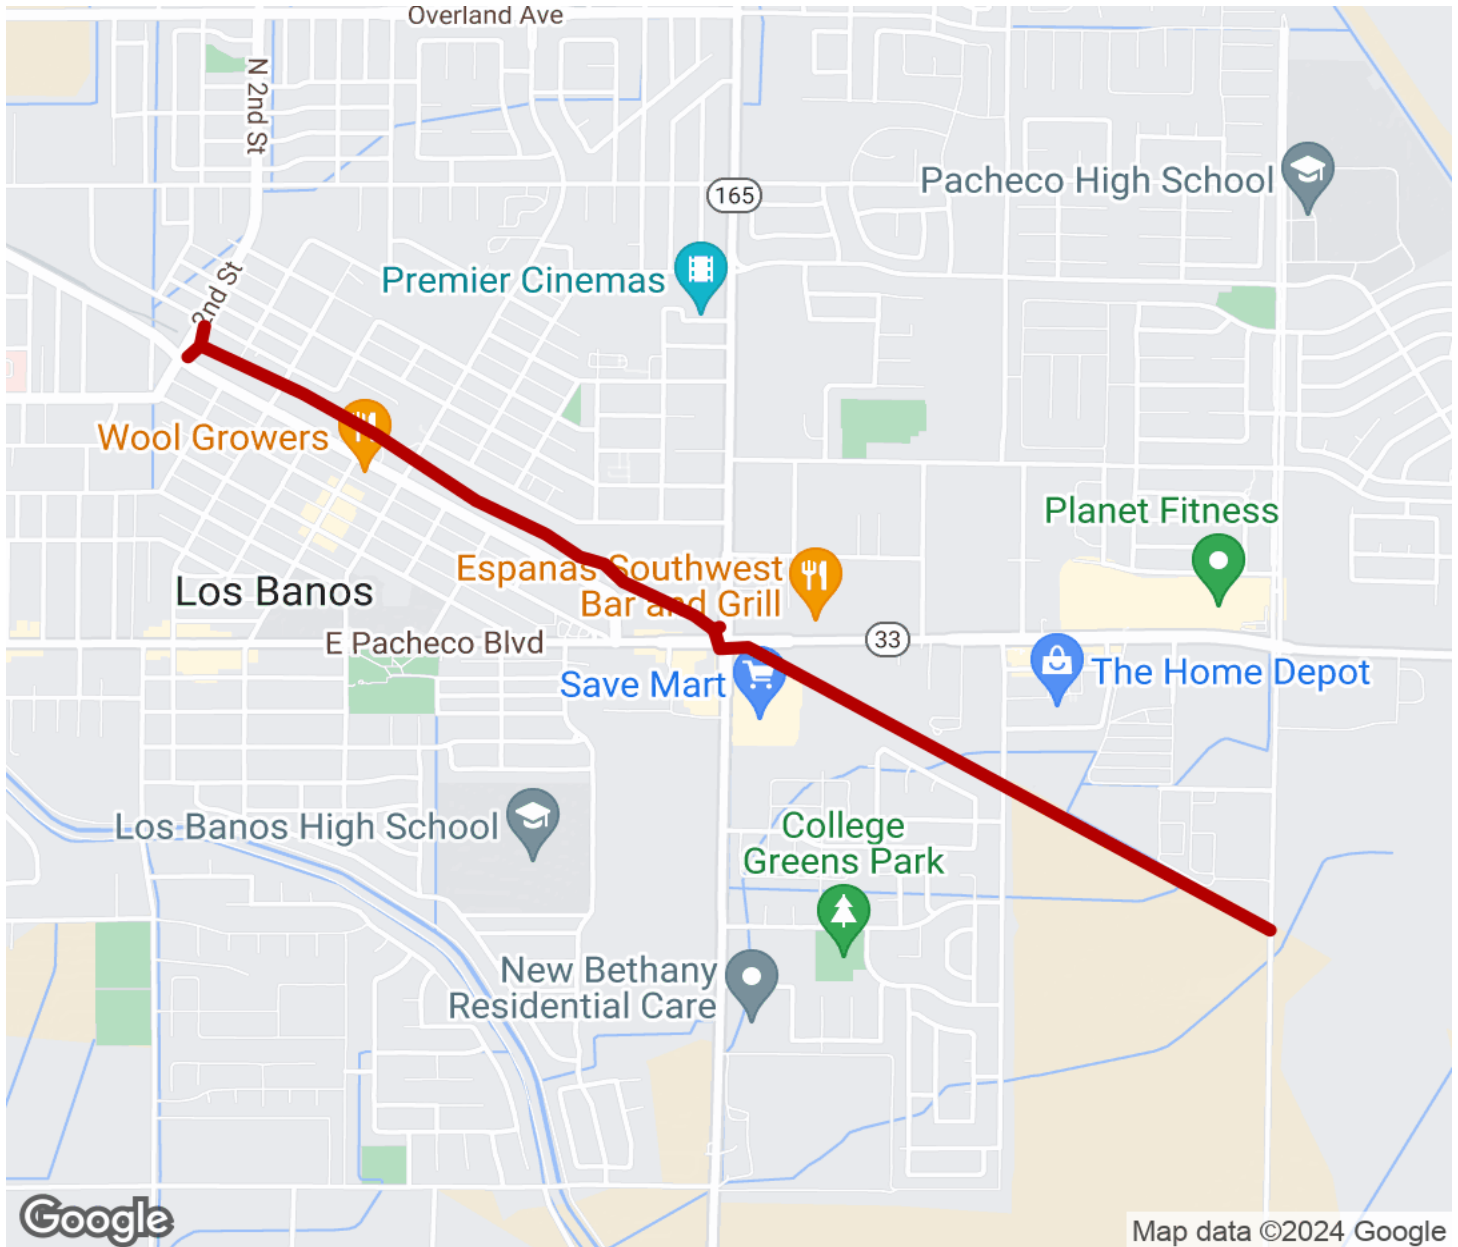 Overland Ave
N 2nd St
165
Pacheco High School
Premier Cinemas
2nd St
Wool Growers
Planet Fitness
Espanas Southwest
Bar and Grill
Los Banos
E Pacheco Blvd
33
Save Mart
The Home Depot
Los Banos High School
College
Greens Park
New Bethany
Residential Care
Google
Map data ©2024 Google